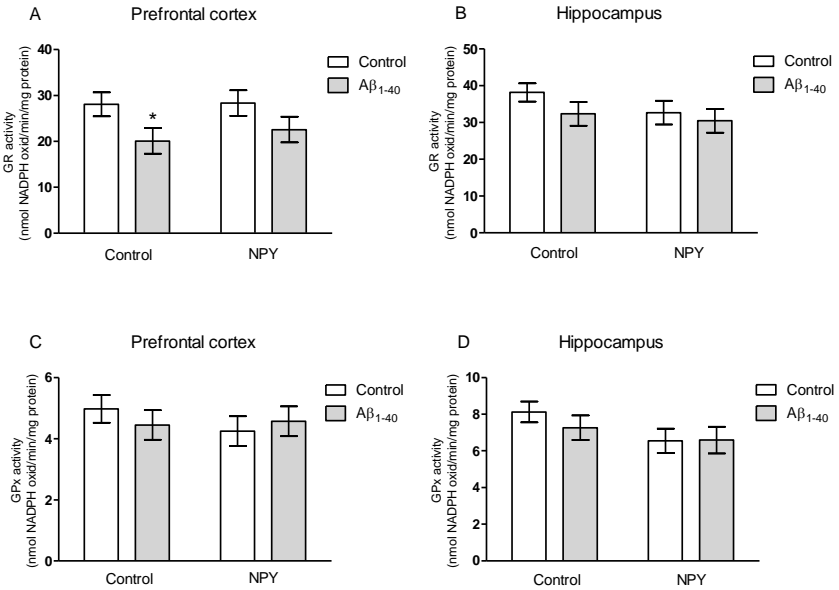 A
Prefrontal cortex
GR activity
(nmol NADPH oxid/min/mg protein)
40
30
20
10
0
*
Control
NPY
Control
Aβ1-40
B
Hippocampus
GR activity
(nmol NADPH oxid/min/mg protein)
50
40
30
20
10
0
Control
NPY
Control
Aβ1-40
C
Prefrontal cortex
GPx activity
(nmol NADPH oxid/min/mg protein)
6
4
2
0
Control
NPY
Control
Aβ1-40
D
Hippocampus
GPx activity
(nmol NADPH oxid/min/mg protein)
10
8
6
4
2
0
Control
NPY
Control
Aβ1-40